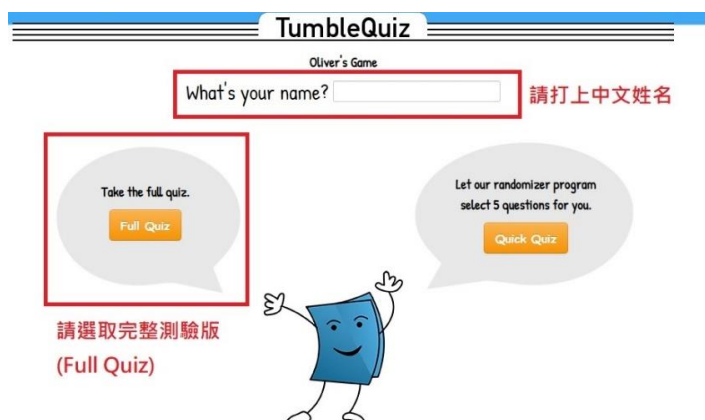 TumbleQuiz
Oliver's Game
What's your name?
請打上中文姓名
Take the full quiz.
Full Quiz
Let our randomizer program
select 5 questions for you.
Quick Quiz
請選取完整測驗版
(Full Quiz)